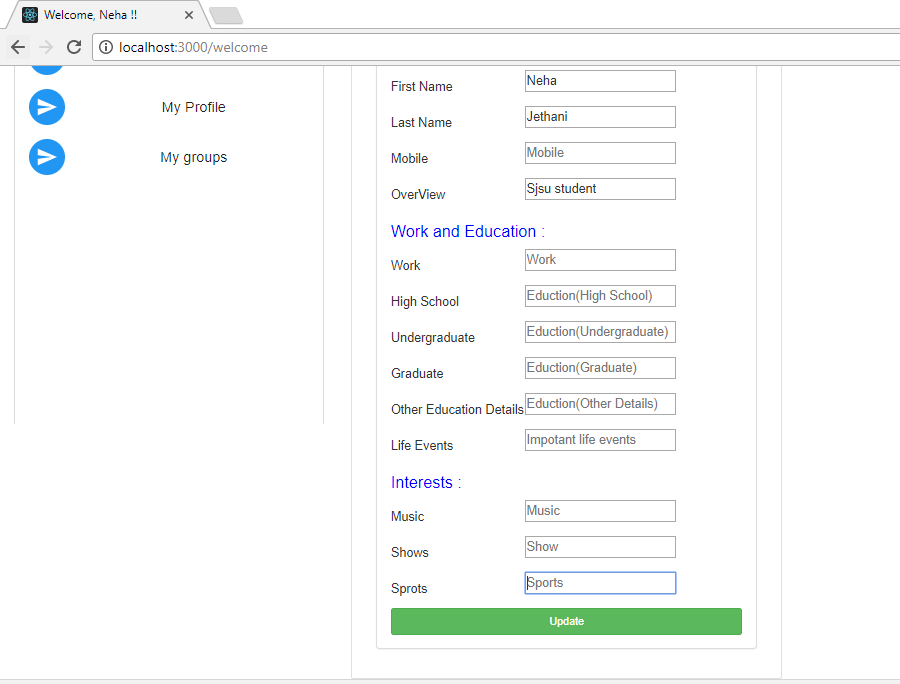 Welcome, Neha !!
localhost:3000/welcome
My Profile
My groups
First Name Neha
Last Name Jethani
Mobile Mobile
OverView Sjsu student
Work and Education :
Work Work
High School Eduction(High School)
Undergraduate Eduction(Undergraduate)
Graduate Eduction(Graduate)
Other Education Details Eduction(Other Details)
Life Events Impotant life events
Interests :
Music Music
Shows Show
Sprots Sports
Update